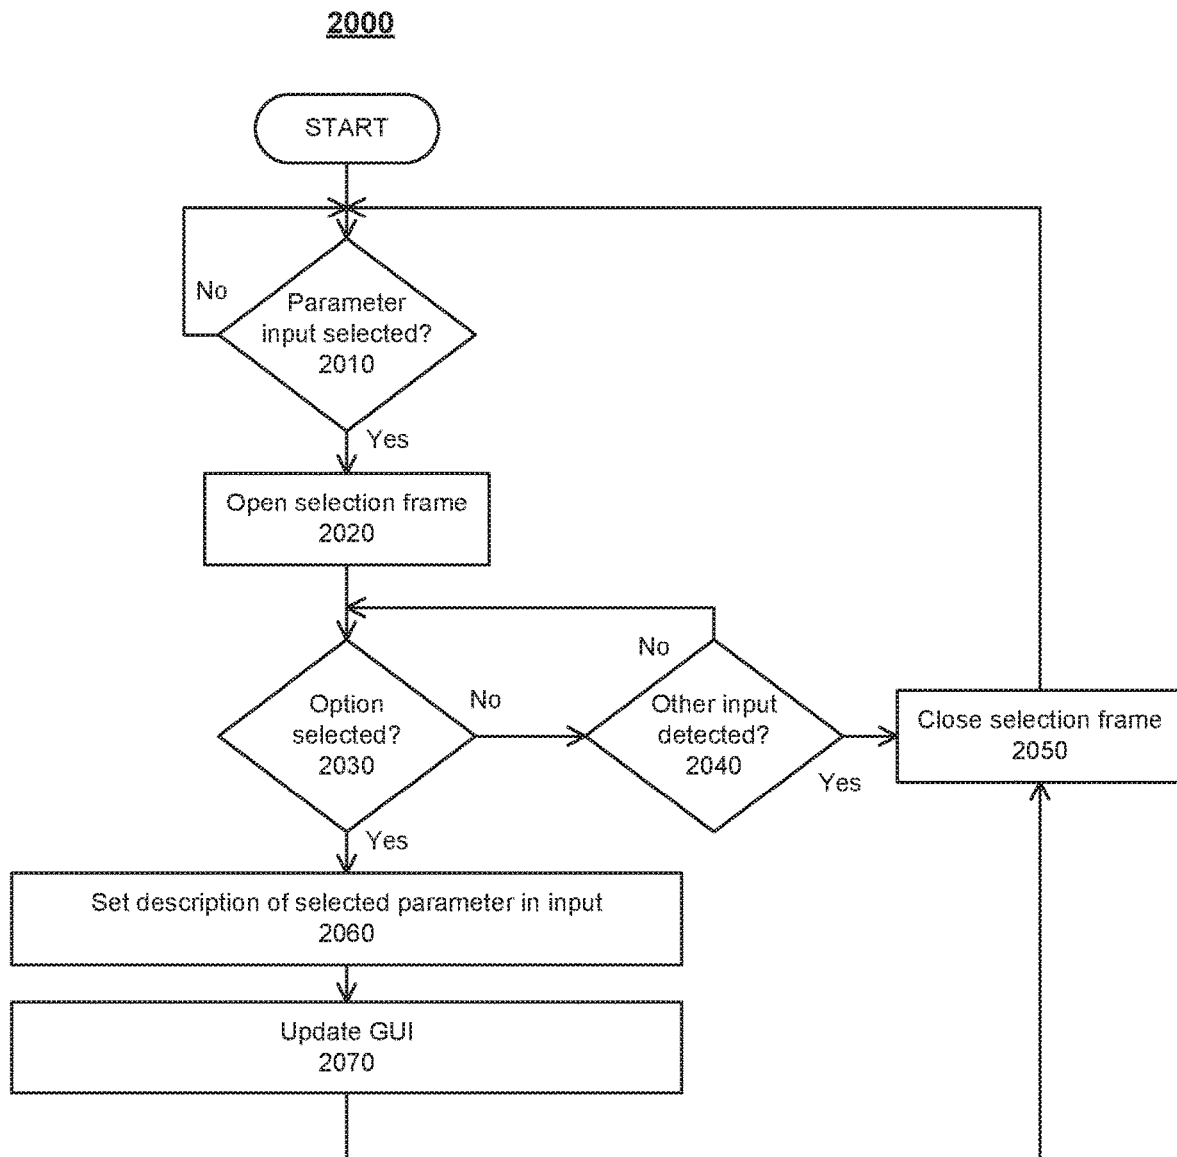 2000
START
No
Parameter
input selected?
2010
Yes
Open selection frame
2020
No
Option
selected?
2030
No
Other input
detected?
2040
Yes
Close selection frame
2050
Yes
Set description of selected parameter in input
2060
Update GUI
2070